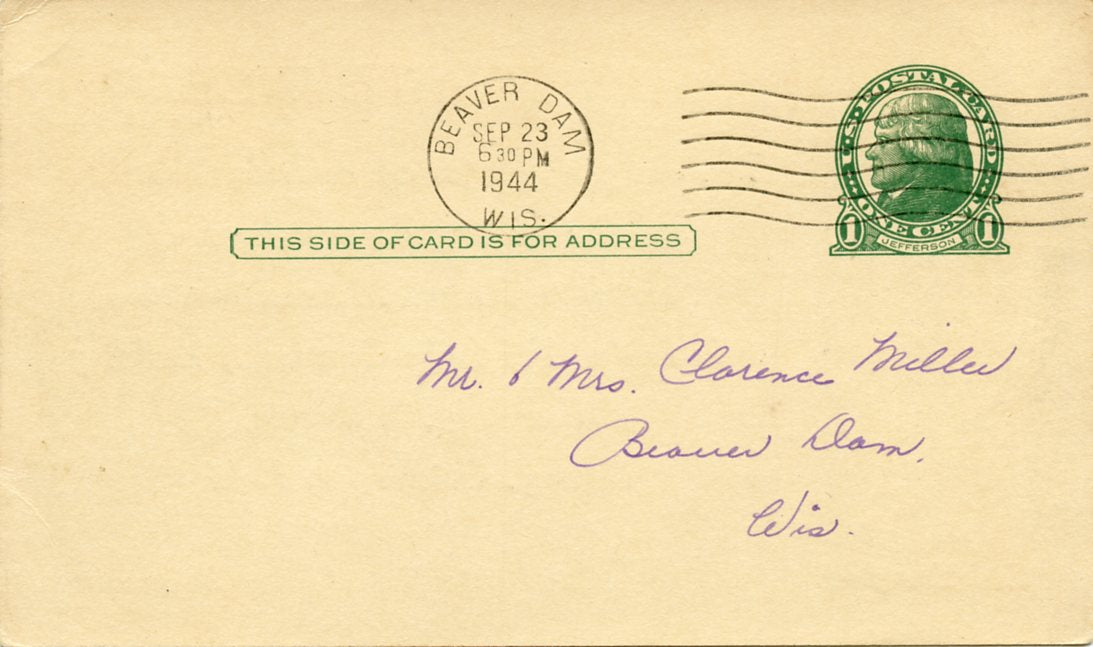 BEAVER DAM
SEP 23
6 30 PM
1944
WIS.
U.S. POSTAL CARD
ONE CENT
1 JEFFERSON 1
THIS SIDE OF CARD IS FOR ADDRESS
Mr. & Mrs. Clarence Miller
Beaver Dam,
Wis.